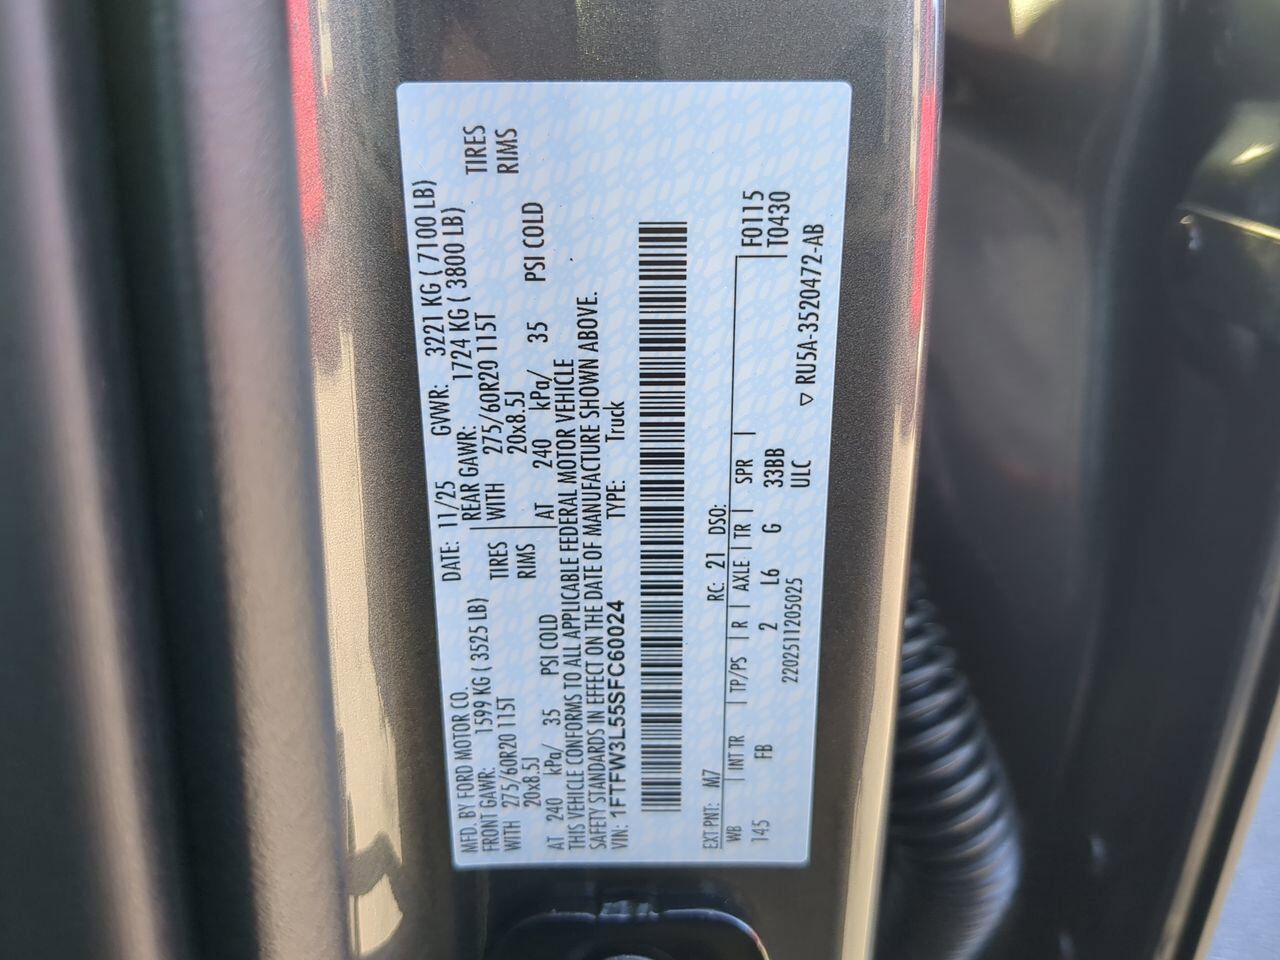 MFD. BY FORD MOTOR CO.
DATE: 11/25 GVWR: 3221 KG ( 7100 LB)
FRONT GAWR: 1599 KG ( 3525 LB)
REAR GAWR: 1724 KG ( 3800 LB)
WITH 275/60R20 115T TIRES
WITH 275/60R20 115T TIRES
20x8.5J RIMS
20x8.5J RIMS
AT 240 kPa/ 35 PSI COLD
AT 240 kPa/ 35 PSI COLD
THIS VEHICLE CONFORMS TO ALL APPLICABLE FEDERAL MOTOR VEHICLE
SAFETY STANDARDS IN EFFECT ON THE DATE OF MANUFACTURE SHOWN ABOVE.
VIN: 1FTFW3L55SFC60024 TYPE: Truck
EXT PNT: M7 RC: 21 DSO:
WB INT TR TP/PS R AXLE TR SPR F0115
145 FB 2 L6 G 33BB T0430
2202511205025 ULC ▽ RU5A-3520472-AB